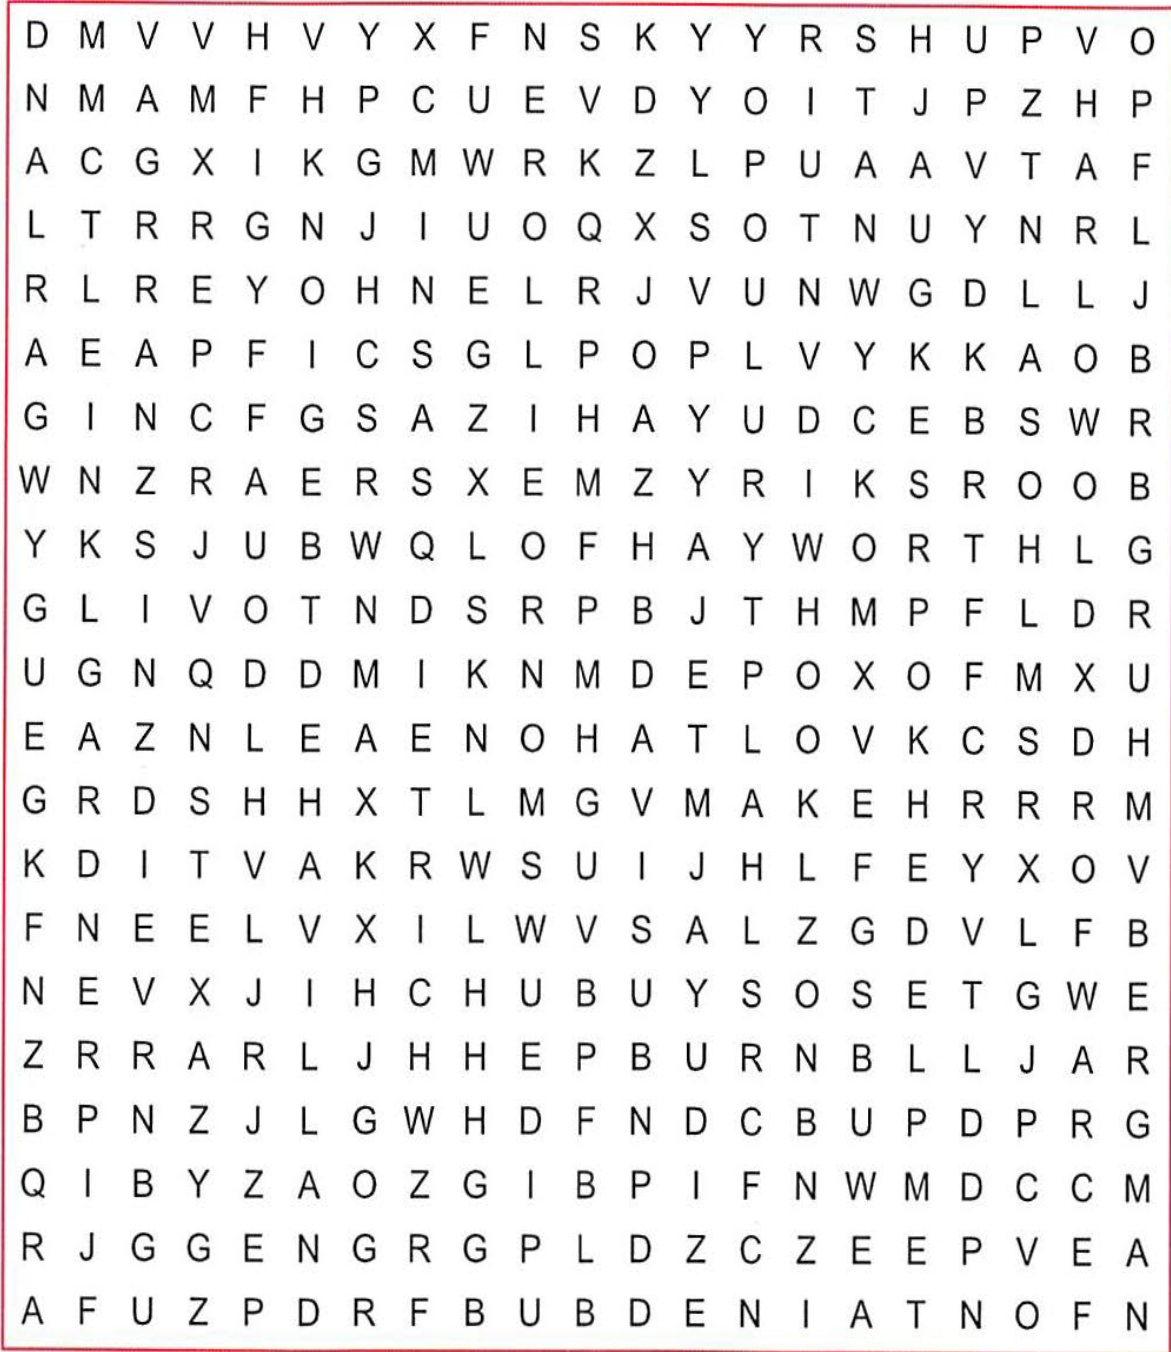 D M V V H V Y X F N S K Y Y R S H U P V O
N M A M F H P C U E V D Y O I T J P Z H P
A C G X I K G M W R K Z L P U A A V T A F
L T R R G N J I U O Q X S O T N U Y N R L
R L R E Y O H N E L R J V U N W G D L L J
A E A P F I C S G L P O P L V Y K K A O B
G I N C F G S A Z I H A Y U D C E B S W R
W N Z R A E R S X E M Z Y R I K S R O O B
Y K S J U B W Q L O F H A Y W O R T H L G
G L I V O T N D S R P B J T H M P F L D R
U G N Q D D M I K N M D E P O X O F M X U
E A Z N L E A E N O H A T L O V K C S D H
G R D S H H X T L M G V M A K E H R R R M
K D I T V A K R W S U I J H L F E Y X O V
F N E E L V X I L W V S A L Z G D V L F B
N E V X J I H C H U B U Y S O S E T G W E
Z R R A R L J H H E P B U R N B L L J A R
B P N Z J L G W H D F N D C B U P D P R G
Q I B Y Z A O Z G I B P I F N W M D C C M
R J G G E N G R G P L D Z C Z E E P V E A
A F U Z P D R F B U B D E N I A T N O F N